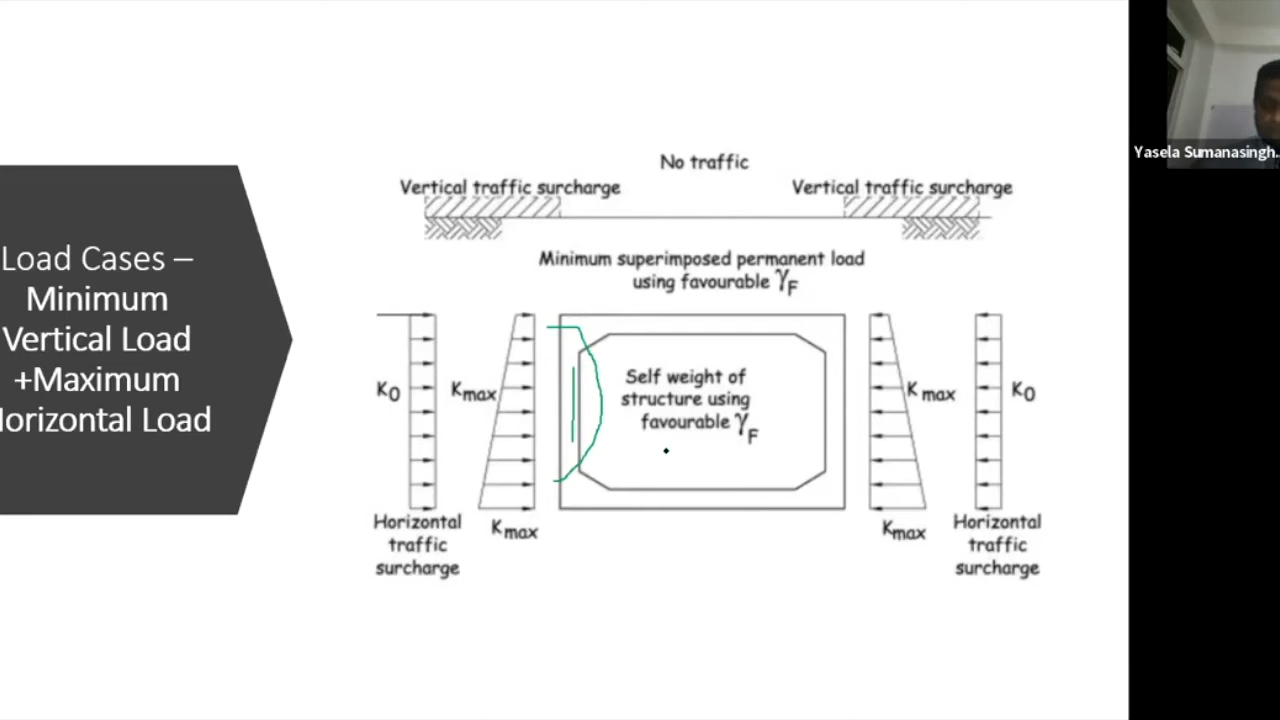 Load Cases –
Minimum
Vertical Load
+Maximum
Horizontal Load
No traffic
Vertical traffic surcharge
Vertical traffic surcharge
Minimum superimposed permanent load
using favourable γF
K0
Kmax
Self weight of
structure using
favourable γF
Kmax
K0
Horizontal
traffic
surcharge
Kmax
Kmax
Horizontal
traffic
surcharge
Yasela Sumanasingh...